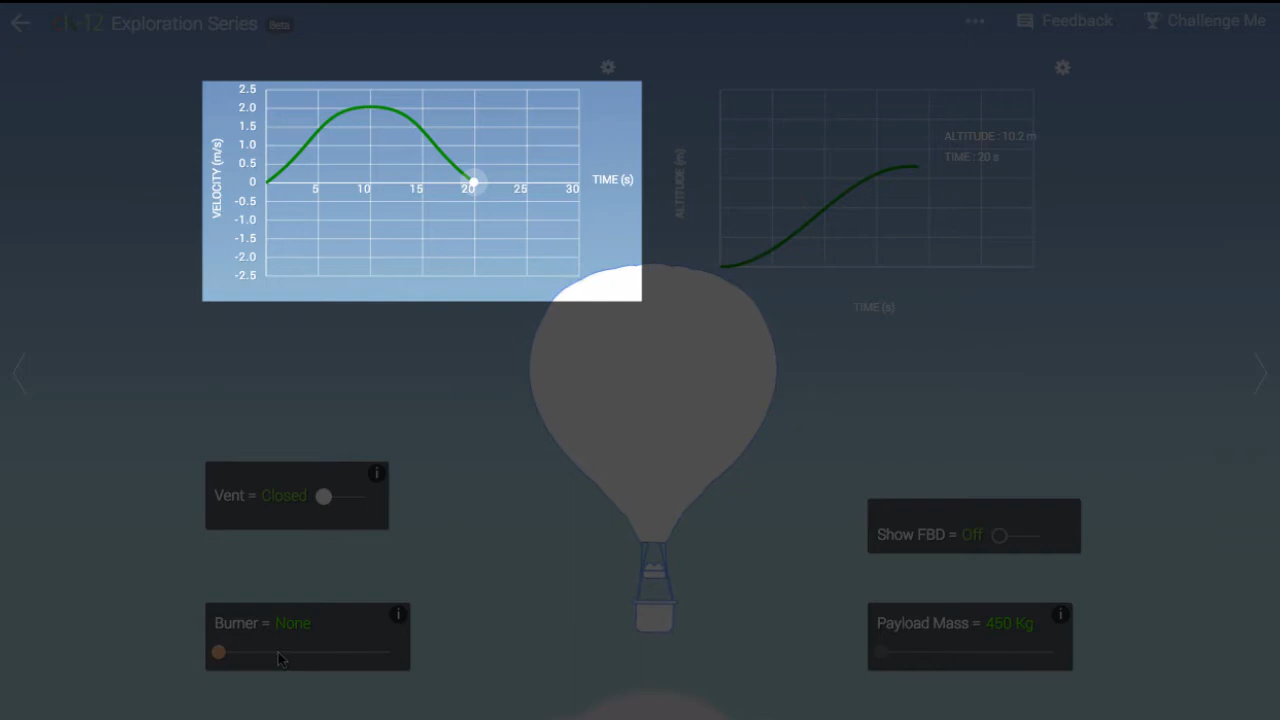 ck-12 Exploration Series Beta
Feedback
Challenge Me
2.5
2.0
1.5
1.0
0.5
0
-0.5
-1.0
-1.5
-2.0
-2.5
VELOCITY (m/s)
5 10 15 20 25 30
TIME (s)
ALTITUDE (m)
ALTITUDE : 10.2 m
TIME : 20 s
TIME (s)
Vent = Closed
i
Show FBD = Off
Burner = None
i
Payload Mass = 450 Kg
i